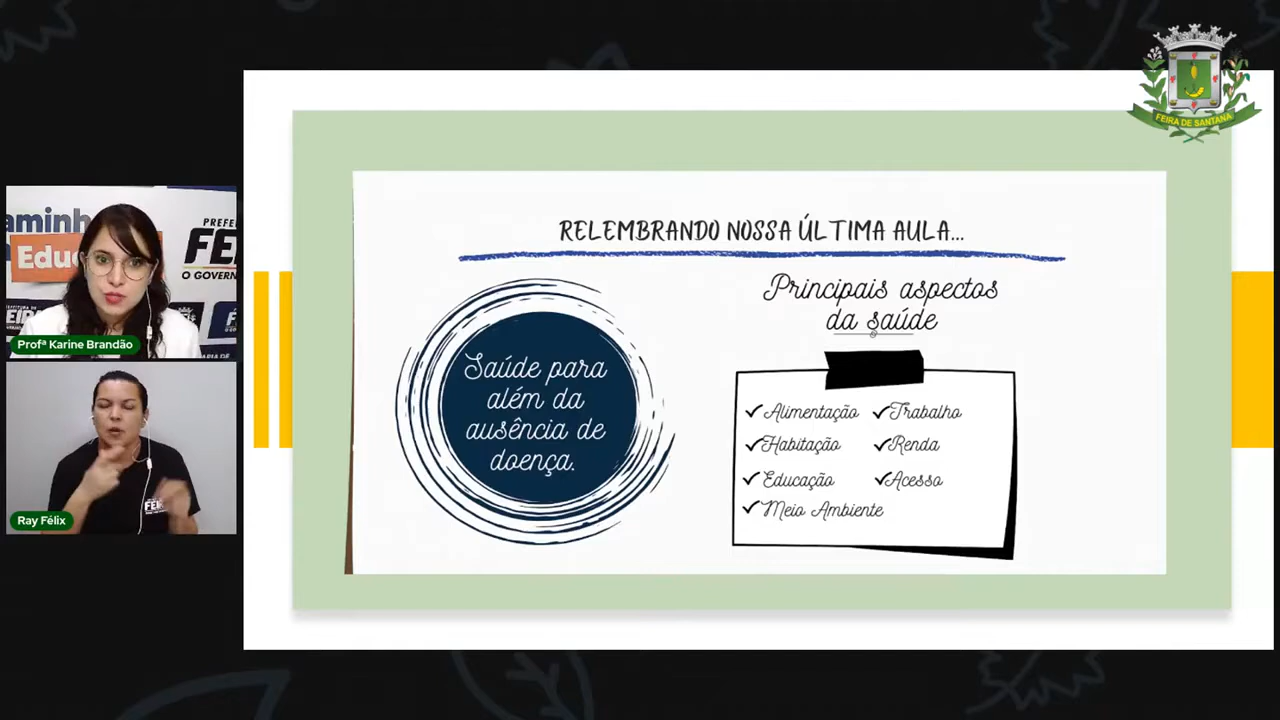 FEIRA DE SANTANA
RELEMBRANDO NOSSA ÚLTIMA AULA...
Saúde para
além da
ausência de
doença.
Principais aspectos
da saúde
Alimentação
Trabalho
Habitação
Renda
Educação
Acesso
Meio Ambiente
Profª Karine Brandão
Ray Félix